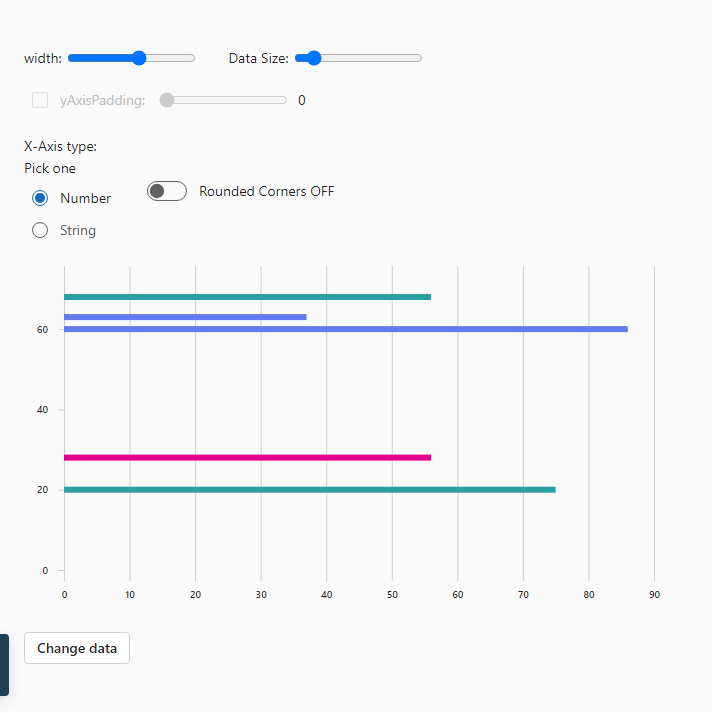 width: Data Size:
yAxisPadding: 0
X-Axis type:
Pick one
Number Rounded Corners OFF
String
60
40
20
0
0 10 20 30 40 50 60 70 80 90
Change data